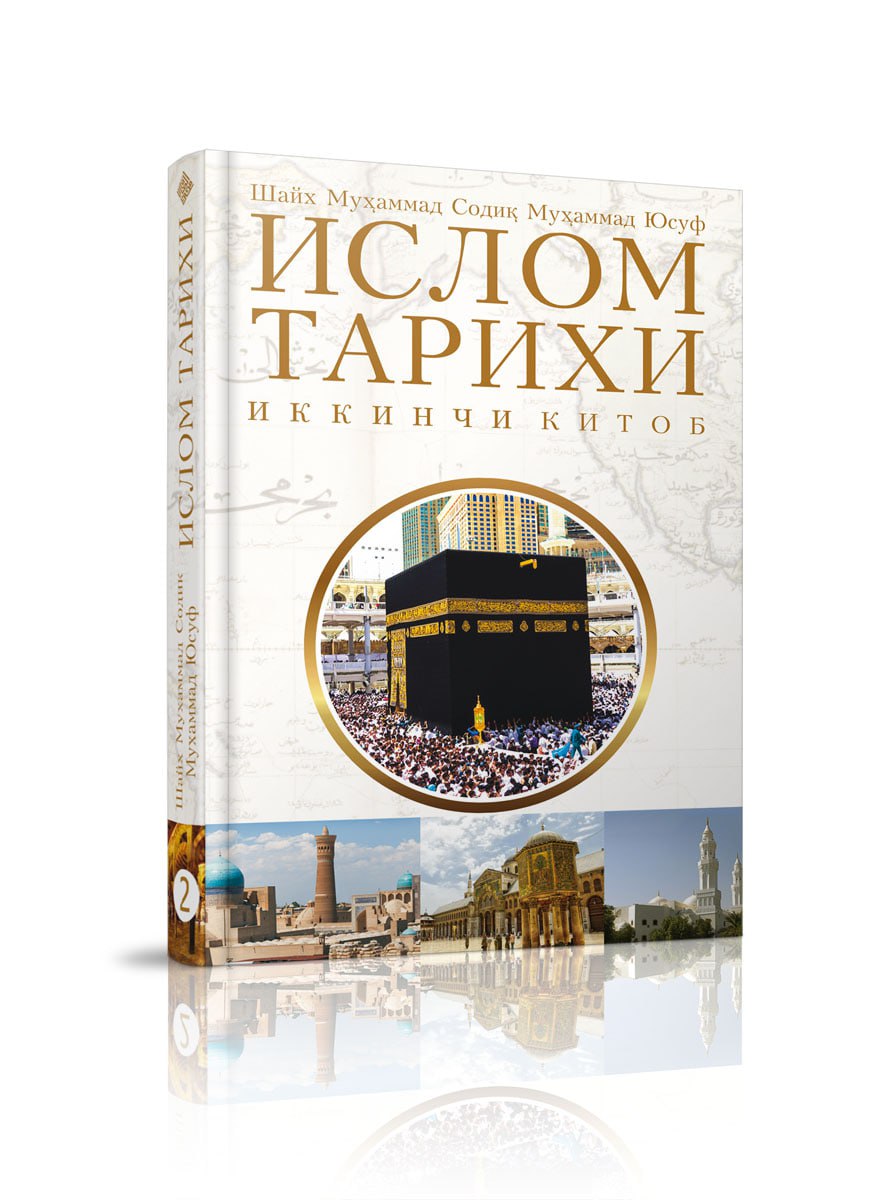 Шайх Муҳаммад Содиқ Муҳаммад Юсуф
ИСЛОМ
ТАРИХИ
ИККИНЧИ КИТОБ
ИСЛОМ ТАРИХИ
Шайх Муҳаммад Содиқ
Муҳаммад Юсуф
2